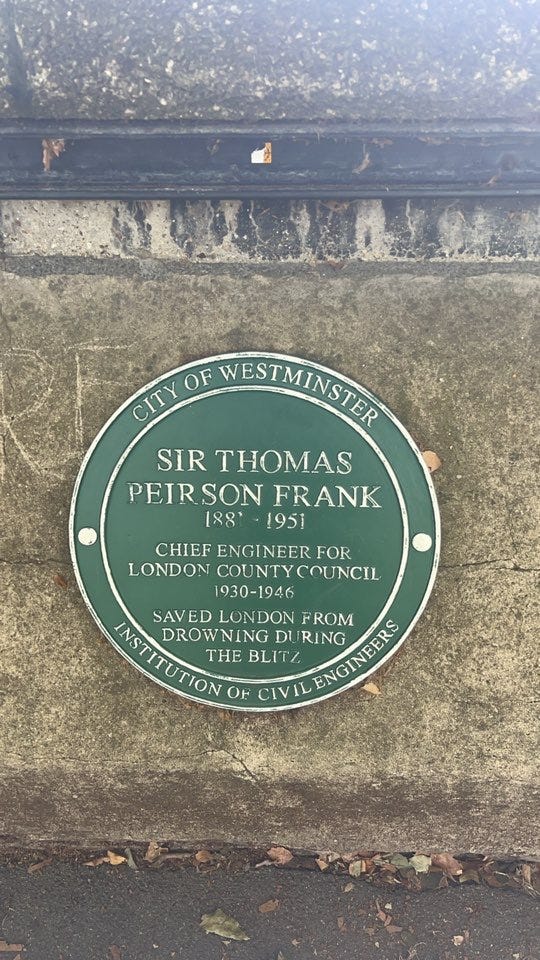 CITY OF WESTMINSTER
SIR THOMAS
PEIRSON FRANK
1881 - 1951
CHIEF ENGINEER FOR
LONDON COUNTY COUNCIL
1930-1946
SAVED LONDON FROM
DROWNING DURING
THE BLITZ
INSTITUTION OF CIVIL ENGINEERS